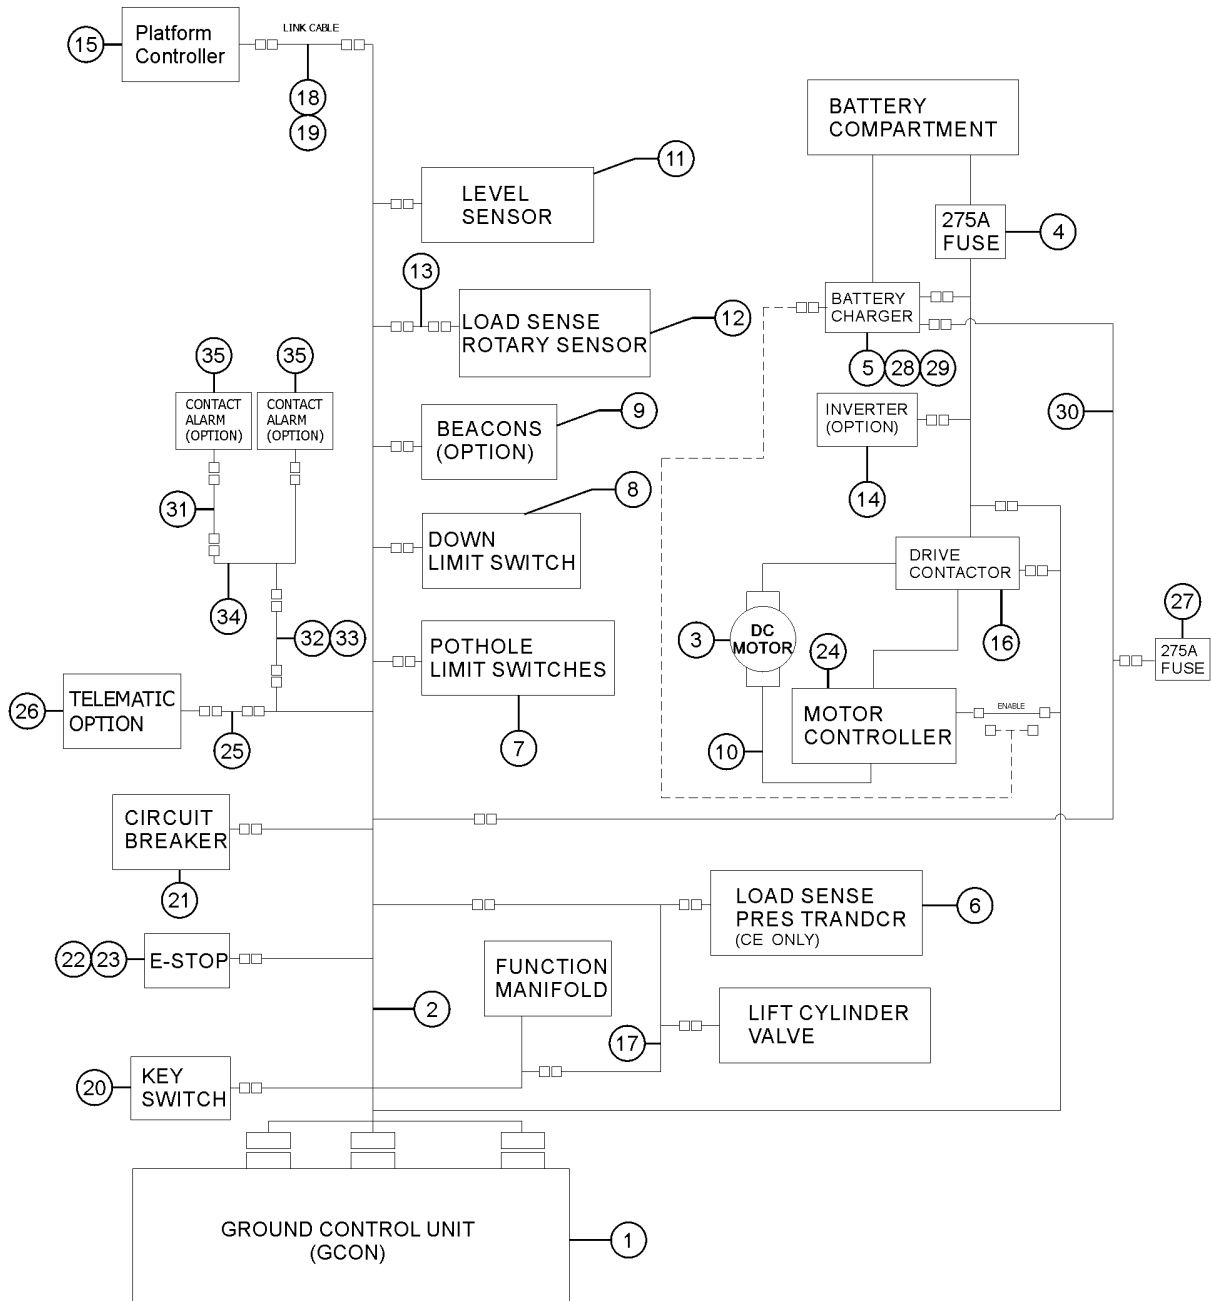 15
Platform
Controller
LINK CABLE
18
19
BATTERY
COMPARTMENT
11
LEVEL
SENSOR
275A
FUSE
4
13
LOAD SENSE
ROTARY SENSOR
12
BATTERY
CHARGER
5
28
29
35
35
CONTACT
ALARM
(OPTION)
CONTACT
ALARM
(OPTION)
9
BEACONS
(OPTION)
INVERTER
(OPTION)
30
14
8
31
DOWN
LIMIT SWITCH
DRIVE
CONTACTOR
34
32
33
POTHOLE
LIMIT SWITCHES
7
3
DC
MOTOR
24
16
27
275A
FUSE
26
TELEMATIC
OPTION
25
10
MOTOR
CONTROLLER
ENABLE
CIRCUIT
BREAKER
21
LOAD SENSE
PRES TRANDCR
(CE ONLY)
6
22
23
E-STOP
FUNCTION
MANIFOLD
2
17
LIFT CYLINDER
VALVE
20
KEY
SWITCH
GROUND CONTROL UNIT
(GCON)
1